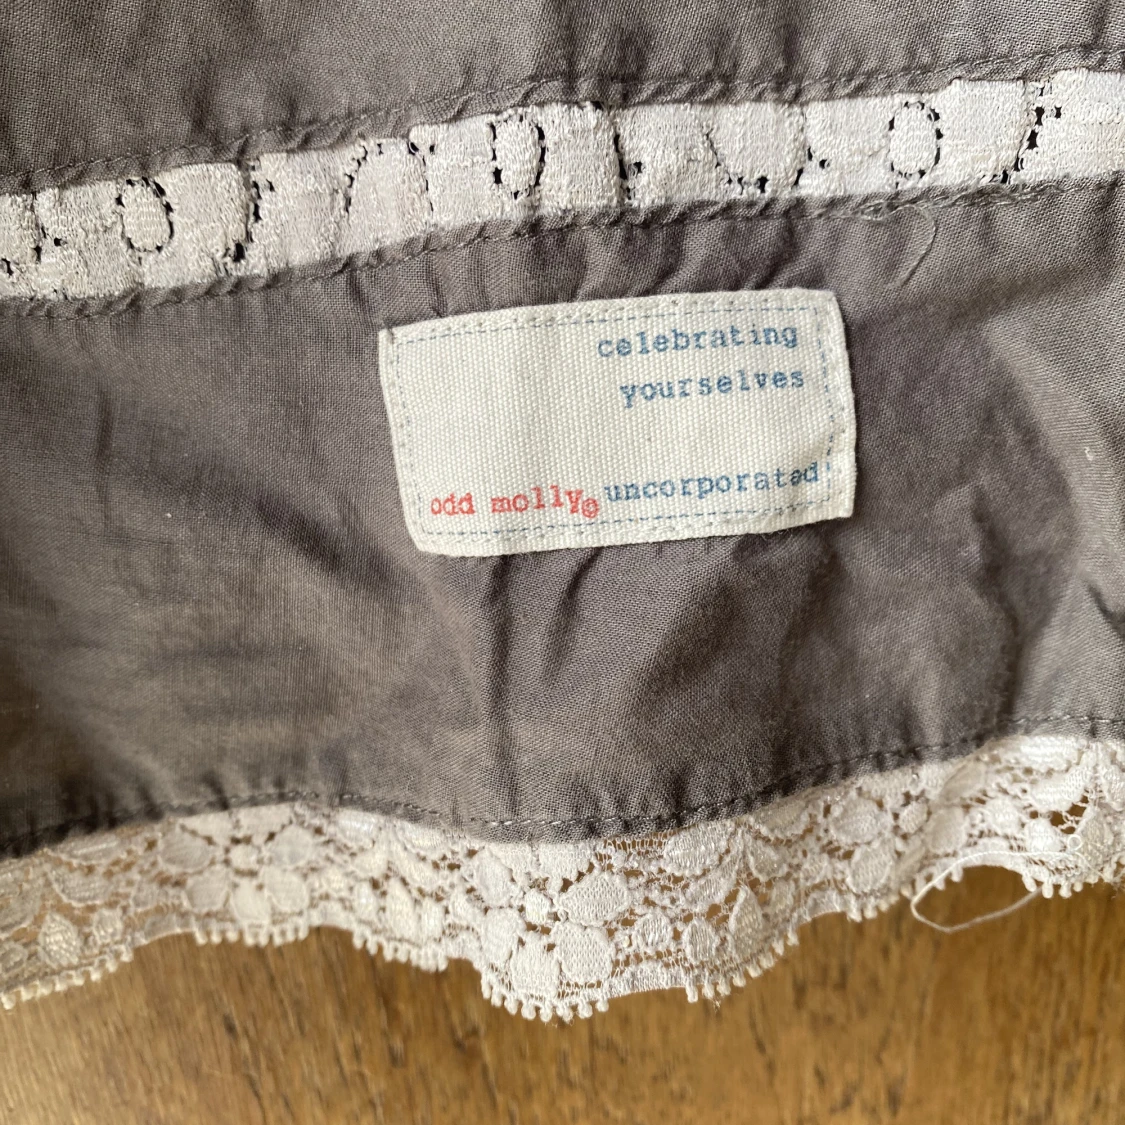 celebrating
yourselves
odd molly© uncorporated